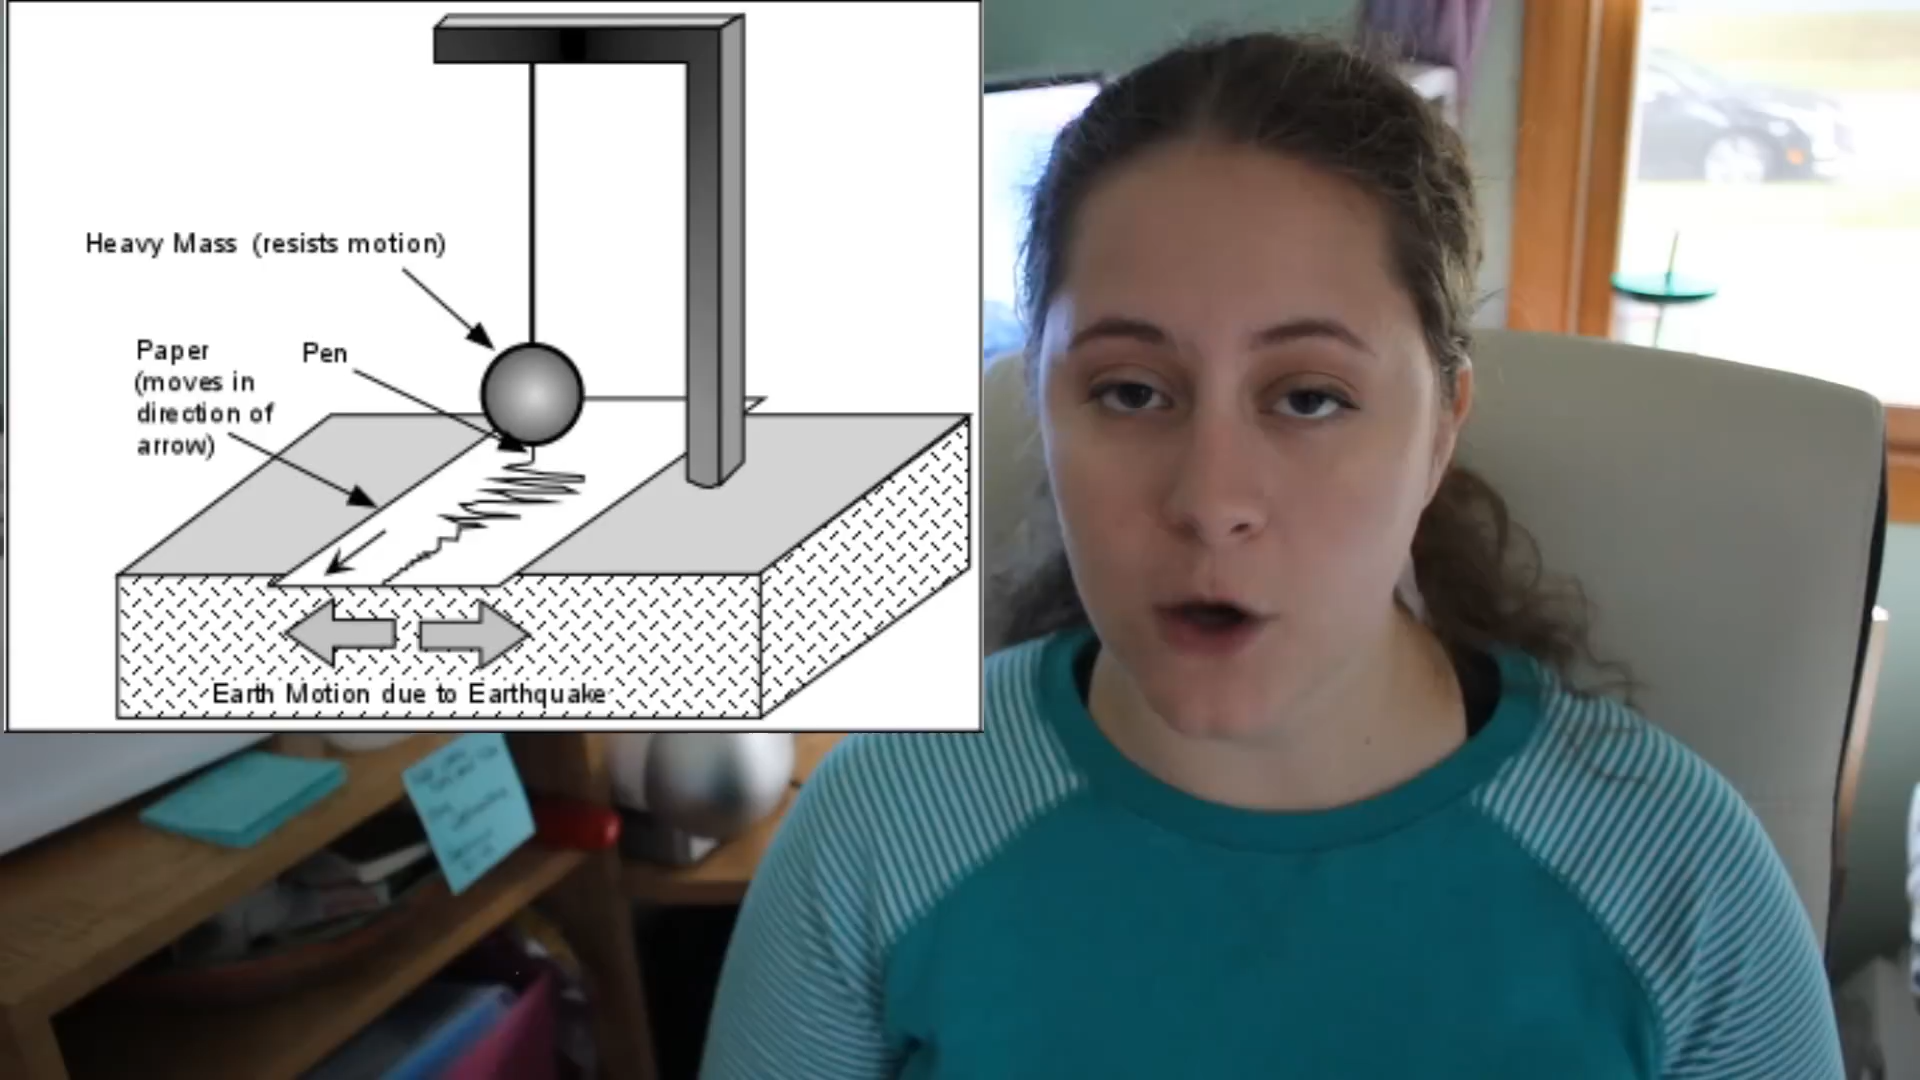 Heavy Mass (resists motion)
Paper
(moves in
direction of
arrow)
Pen
Earth Motion due to Earthquake